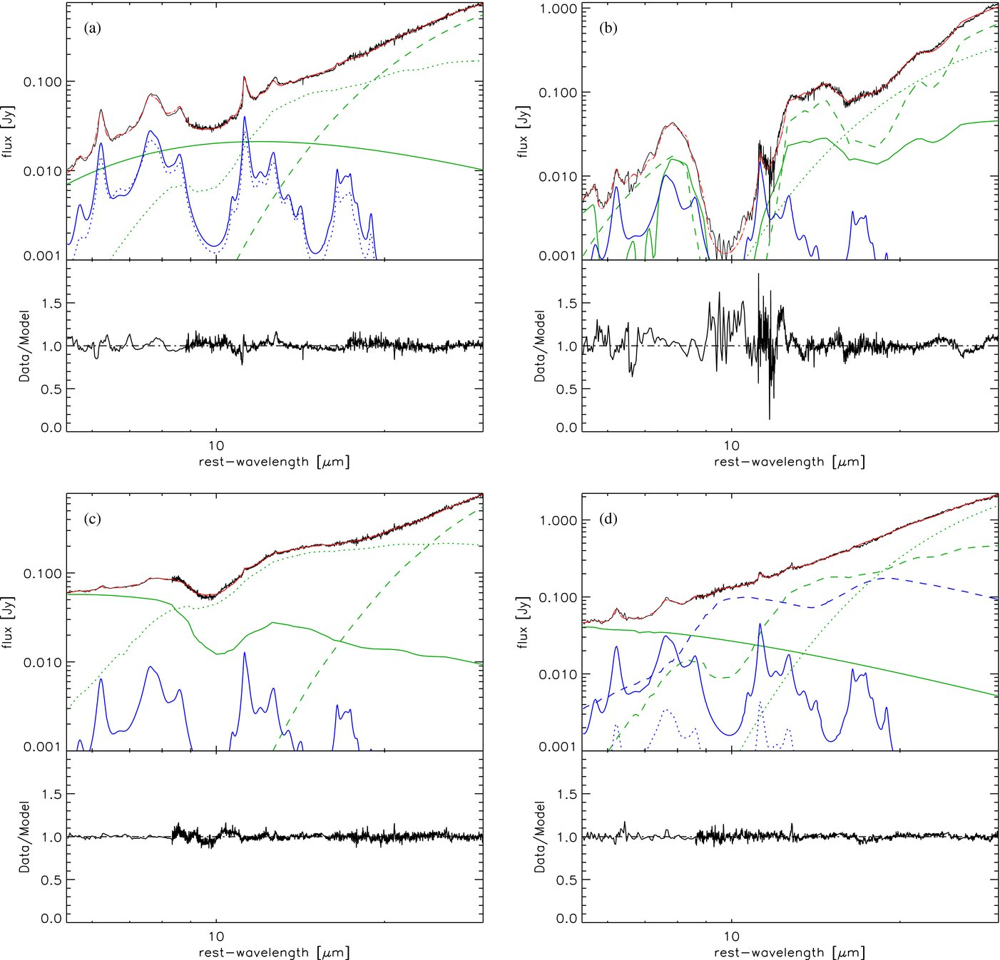 (a)
0.100
0.010
0.001
flux [Jy]
1.5
1.0
0.5
0.0
Data/Model
10
rest-wavelength [μm]
(b)
1.000
0.100
0.010
0.001
flux [Jy]
1.5
1.0
0.5
0.0
Data/Model
10
rest-wavelength [μm]
(c)
0.100
0.010
0.001
flux [Jy]
1.5
1.0
0.5
0.0
Data/Model
10
rest-wavelength [μm]
(d)
1.000
0.100
0.010
0.001
flux [Jy]
1.5
1.0
0.5
0.0
Data/Model
10
rest-wavelength [μm]